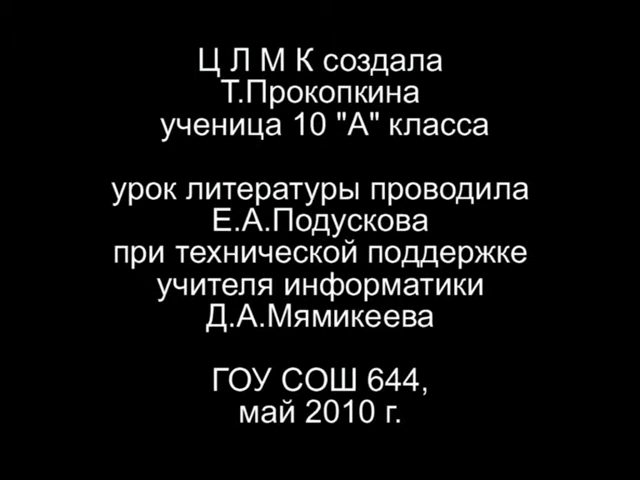 Ц Л М К создала
Т.Прокопкина
ученица 10 "А" класса
урок литературы проводила
Е.А.Подускова
при технической поддержке
учителя информатики
Д.А.Мямикеева
ГОУ СОШ 644,
май 2010 г.